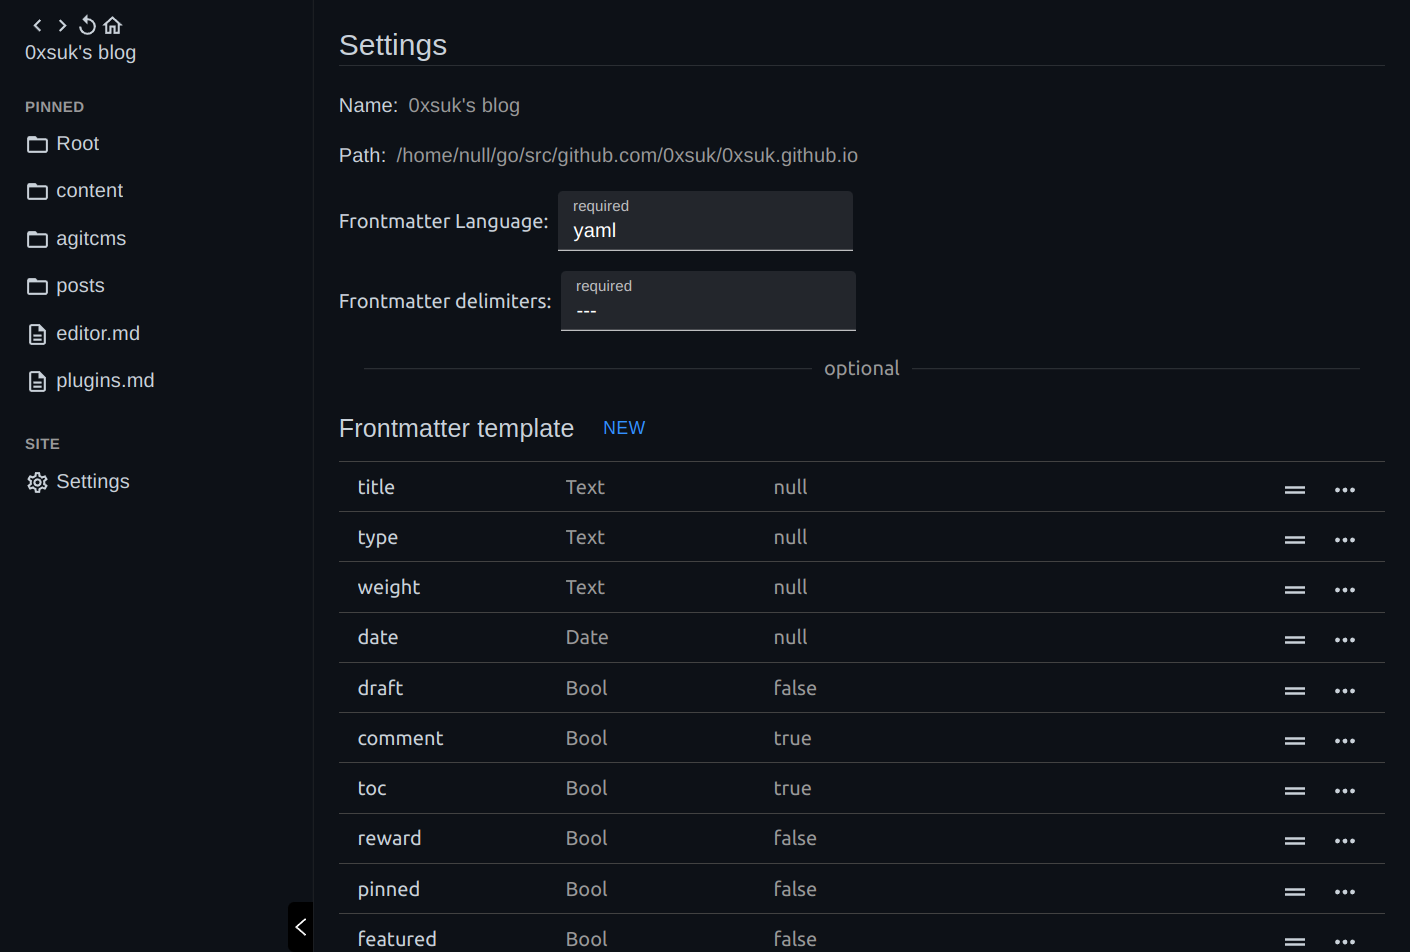 0xsuk's blog
PINNED
Root
content
agitcms
posts
editor.md
plugins.md
SITE
Settings
Settings
Name: 0xsuk's blog
Path: /home/null/go/src/github.com/0xsuk/0xsuk.github.io
required
Frontmatter Language: yaml
required
Frontmatter delimiters: ---
optional
Frontmatter template NEW
title Text null
type Text null
weight Text null
date Date null
draft Bool false
comment Bool true
toc Bool true
reward Bool false
pinned Bool false
featured Bool false